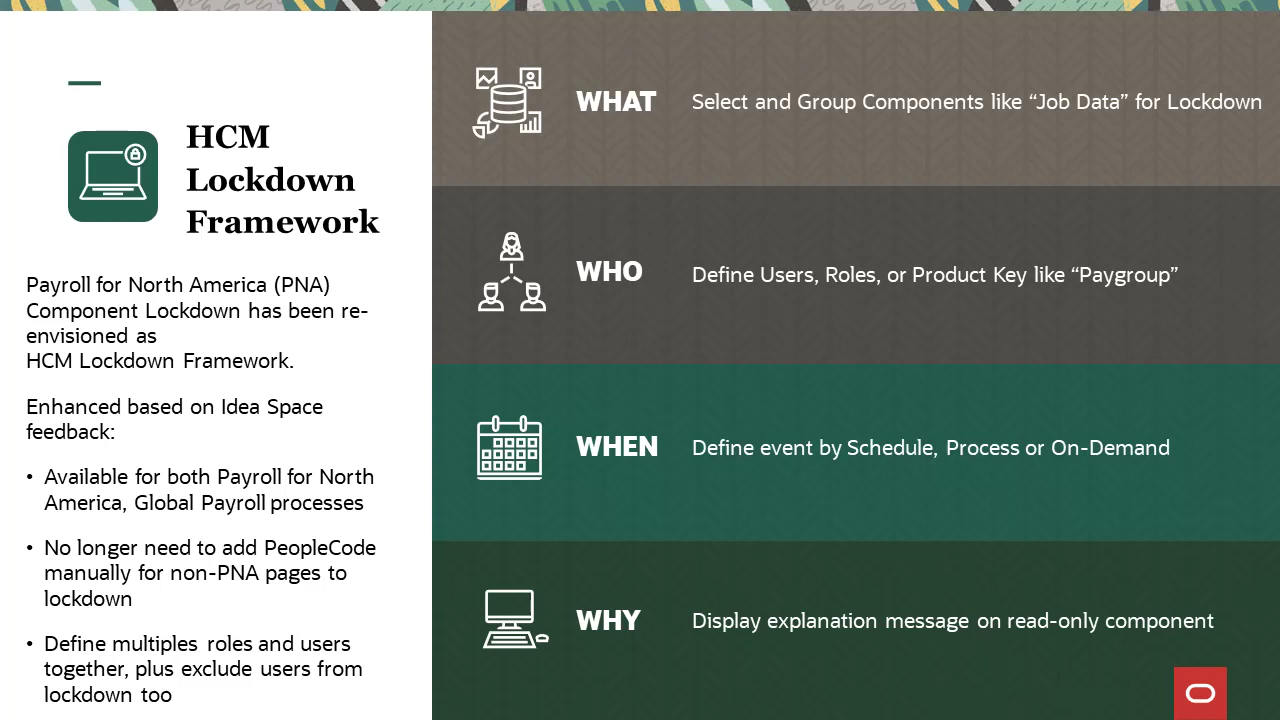 HCM
Lockdown
Framework
Payroll for North America (PNA)
Component Lockdown has been re-
envisioned as
HCM Lockdown Framework.
Enhanced based on Idea Space
feedback:
• Available for both Payroll for North
America, Global Payroll processes
• No longer need to add PeopleCode
manually for non-PNA pages to
lockdown
• Define multiples roles and users
together, plus exclude users from
lockdown too
WHAT Select and Group Components like “Job Data” for Lockdown
WHO Define Users, Roles, or Product Key like “Paygroup”
WHEN Define event by Schedule, Process or On-Demand
WHY Display explanation message on read-only component